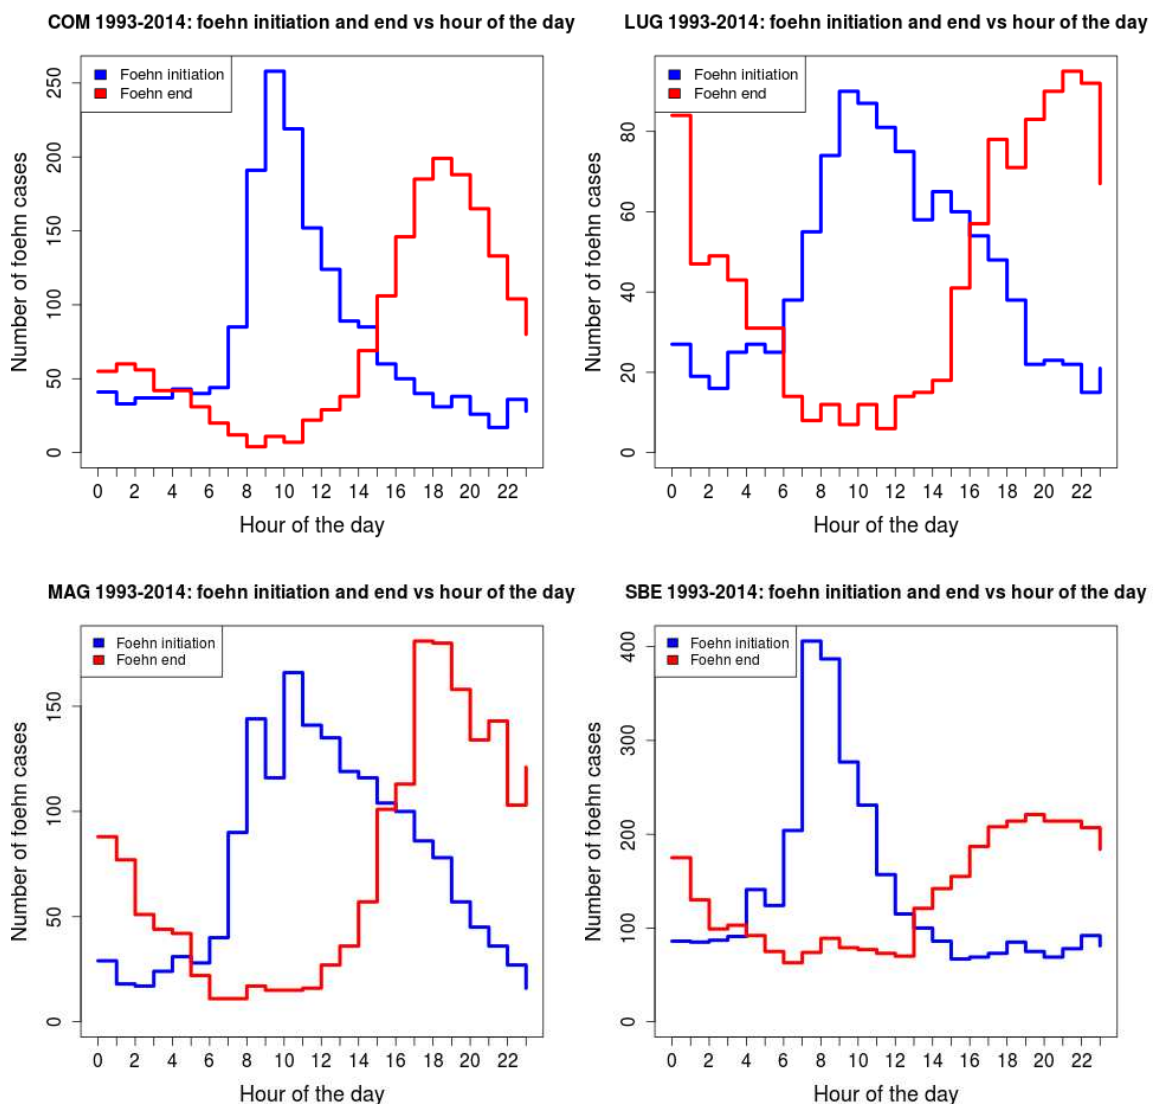 COM 1993-2014: foehn initiation and end vs hour of the day
Foehn initiation
Foehn end
Number of foehn cases
0 50 100 150 200 250
0 2 4 6 8 10 12 14 16 18 20 22
Hour of the day
LUG 1993-2014: foehn initiation and end vs hour of the day
Foehn initiation
Foehn end
Number of foehn cases
0 20 40 60 80
0 2 4 6 8 10 12 14 16 18 20 22
Hour of the day
MAG 1993-2014: foehn initiation and end vs hour of the day
Foehn initiation
Foehn end
Number of foehn cases
0 50 100 150
0 2 4 6 8 10 12 14 16 18 20 22
Hour of the day
SBE 1993-2014: foehn initiation and end vs hour of the day
Foehn initiation
Foehn end
Number of foehn cases
0 100 200 300 400
0 2 4 6 8 10 12 14 16 18 20 22
Hour of the day